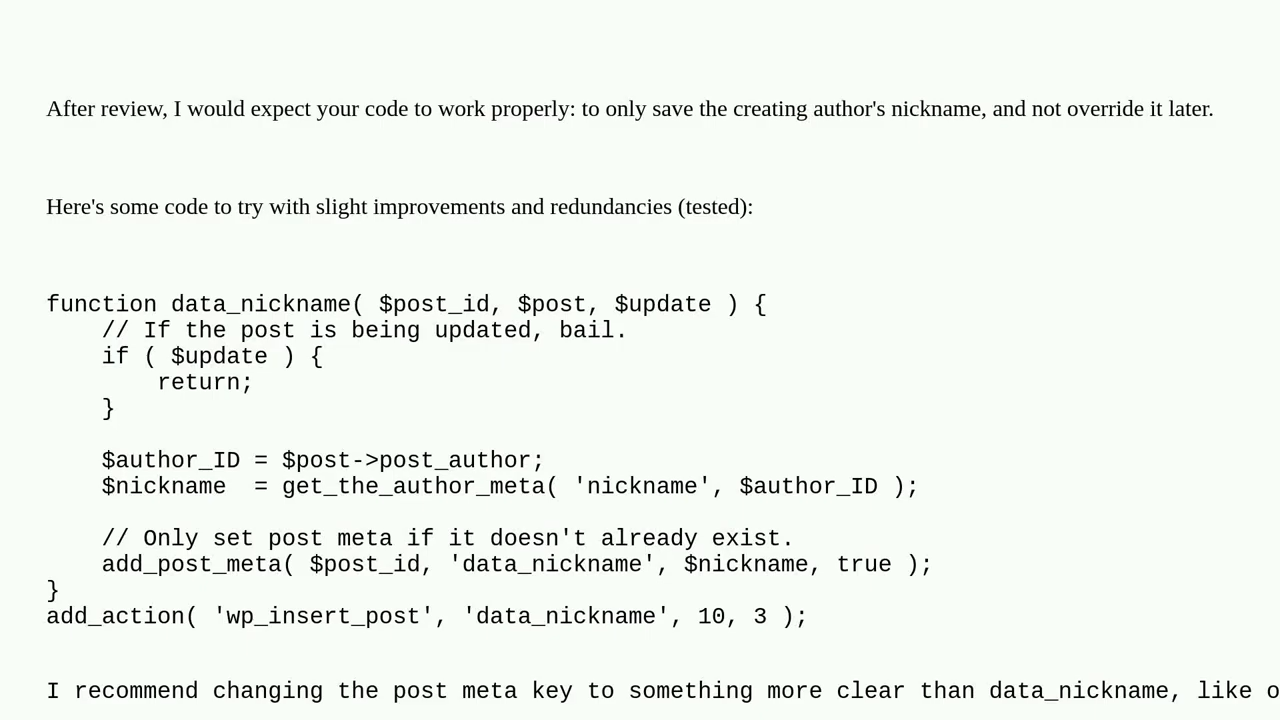 After review, I would expect your code to work properly: to only save the creating author's nickname, and not override it later.
Here's some code to try with slight improvements and redundancies (tested):
function data_nickname( $post_id, $post, $update ) {
    // If the post is being updated, bail.
    if ( $update ) {
        return;
    }
    $author_ID = $post->post_author;
    $nickname  = get_the_author_meta( 'nickname', $author_ID );
    // Only set post meta if it doesn't already exist.
    add_post_meta( $post_id, 'data_nickname', $nickname, true );
}
add_action( 'wp_insert_post', 'data_nickname', 10, 3 );
I recommend changing the post meta key to something more clear than data_nickname, like